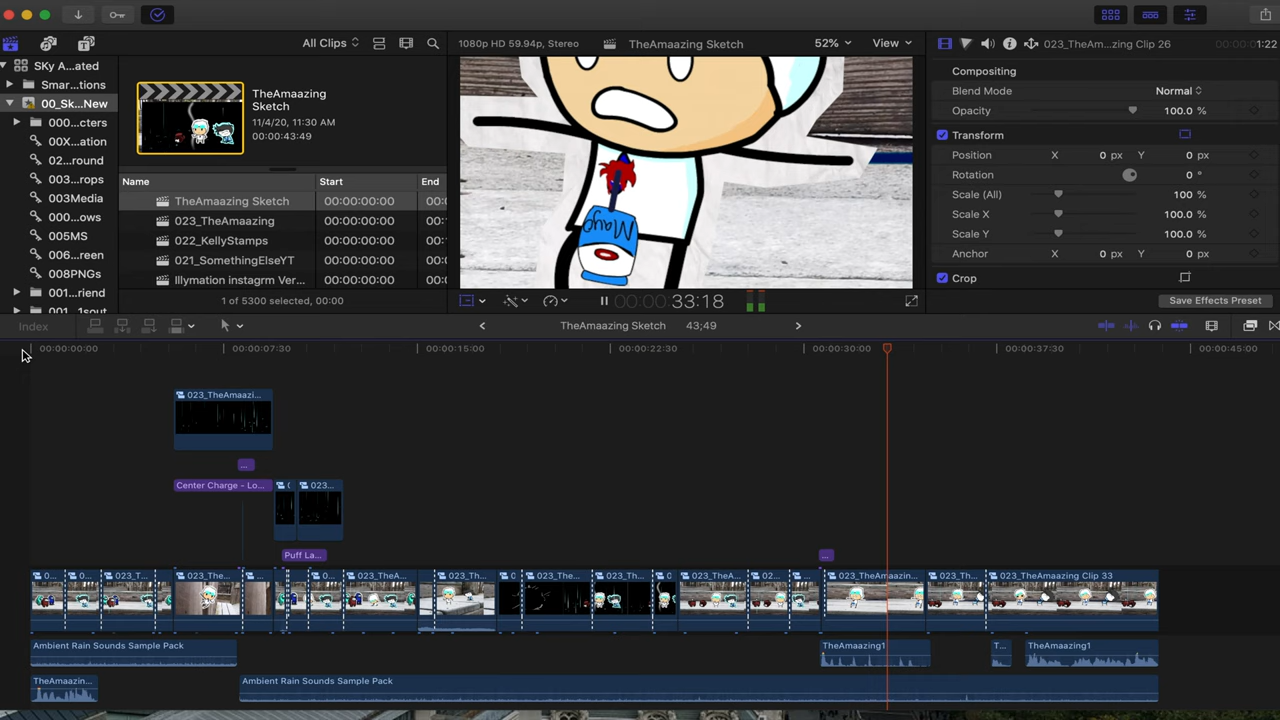 All Clips
1080p HD 59.94p, Stereo
TheAmaazing Sketch
52%
View
023_TheAm...zing Clip 26
1:22
SKy A...ated
Smar...tions
00_Sk...New
000...cters
00X...ation
02...round
003...rops
003Media
000...ows
005MS
006...reen
008PNGs
001...riend
001...1sout
TheAmaazing
Sketch
11/4/20, 11:30 AM
00:00:43:49
Name
Start
End
TheAmaazing Sketch
00:00:00:00
023_TheAmaazing
00:00:00:00
022_KellyStamps
00:00:00:00
021_SomethingElseYT
00:00:00:00
Illymation instagrm Ver...
00:00:00:00
1 of 5300 selected, 00:00
Mayo
33:18
Compositing
Blend Mode
Normal
Opacity
100.0 %
Transform
Position
X
0 px
Y
0 px
Rotation
0 °
Scale (All)
100 %
Scale X
100.0 %
Scale Y
100.0 %
Anchor
X
0 px
Y
0 px
Crop
Save Effects Preset
Index
TheAmaazing Sketch
43;49
00:00:00:00
00:00:07:30
00:00:15:00
00:00:22:30
00:00:30:00
00:00:37:30
00:00:45:00
023_TheAmaazi...
...
Center Charge - Lo...
023...
Puff La...
...
0...
0...
023_T...
023_The...
...
0...
023_TheA...
023_Th...
023_The...
023_Th...
023_TheA...
02...
...
023_TheAmaazin...
023_Th...
023_TheAmaazing Clip 33
Ambient Rain Sounds Sample Pack
TheAmaazing1
T...
TheAmaazing1
TheAmaazin...
Ambient Rain Sounds Sample Pack